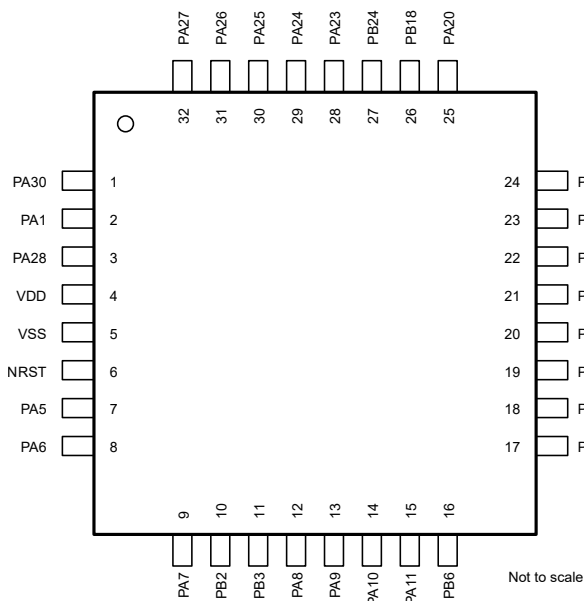 PA27
PA26
PA25
PA24
PA23
PB24
PB18
PA20
32
31
30
29
28
27
26
25
PA30
1
24
PA1
2
23
PA28
3
22
VDD
4
21
VSS
5
20
NRST
6
19
PA5
7
18
PA6
8
17
9
10
11
12
13
14
15
16
PA7
PB2
PB3
PA8
PA9
PA10
PA11
PB6
Not to scale